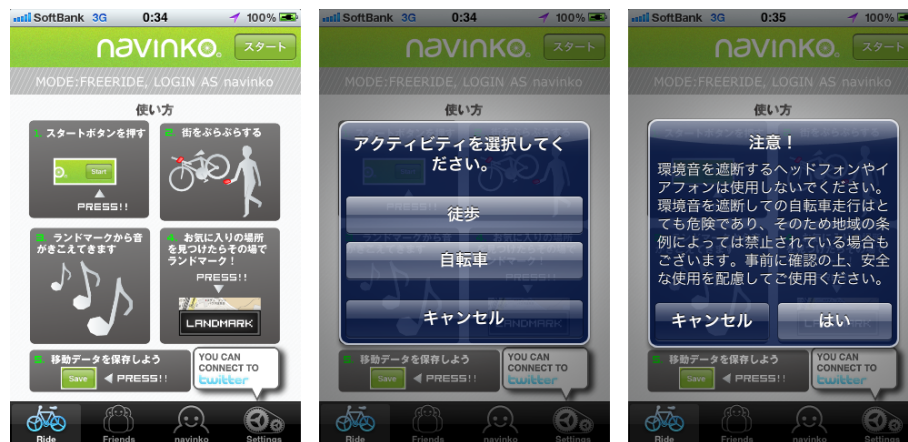 SoftBank 3G 0:34 100%
navinko. スタート
MODE:FREERIDE, LOGIN AS navinko
使い方
1. スタートボタンを押す
Start
PRESS!!
2. 街をぶらぶらする
3. ランドマークから音
がきこえてきます
4. お気に入りの場所
を見つけたらその場で
ランドマーク！
PRESS!!
LANDMARK
5. 移動データを保存しよう
Save PRESS!!
YOU CAN
CONNECT TO
twitter
Ride Friends navinko Settings
SoftBank 3G 0:34 100%
navinko. スタート
MODE:FREERIDE, LOGIN AS navinko
使い方
アクティビティを選択してく
ださい。
徒歩
自転車
キャンセル
LANDMARK
5. 移動データを保存しよう
Save PRESS!!
YOU CAN
CONNECT TO
twitter
Ride Friends navinko Settings
SoftBank 3G 0:35 100%
navinko. スタート
MODE:FREERIDE, LOGIN AS navinko
使い方
注意！
環境音を遮断するヘッドフォンやイ
アフォンは使用しないでください。
環境音を遮断しての自転車走行はと
ても危険であり、そのため地域の条
例によっては禁止されている場合も
ございます。事前に確認の上、安全
な使用を配慮してご使用ください。
キャンセル はい
5. 移動データを保存しよう
Save PRESS!!
YOU CAN
CONNECT TO
twitter
Ride Friends navinko Settings